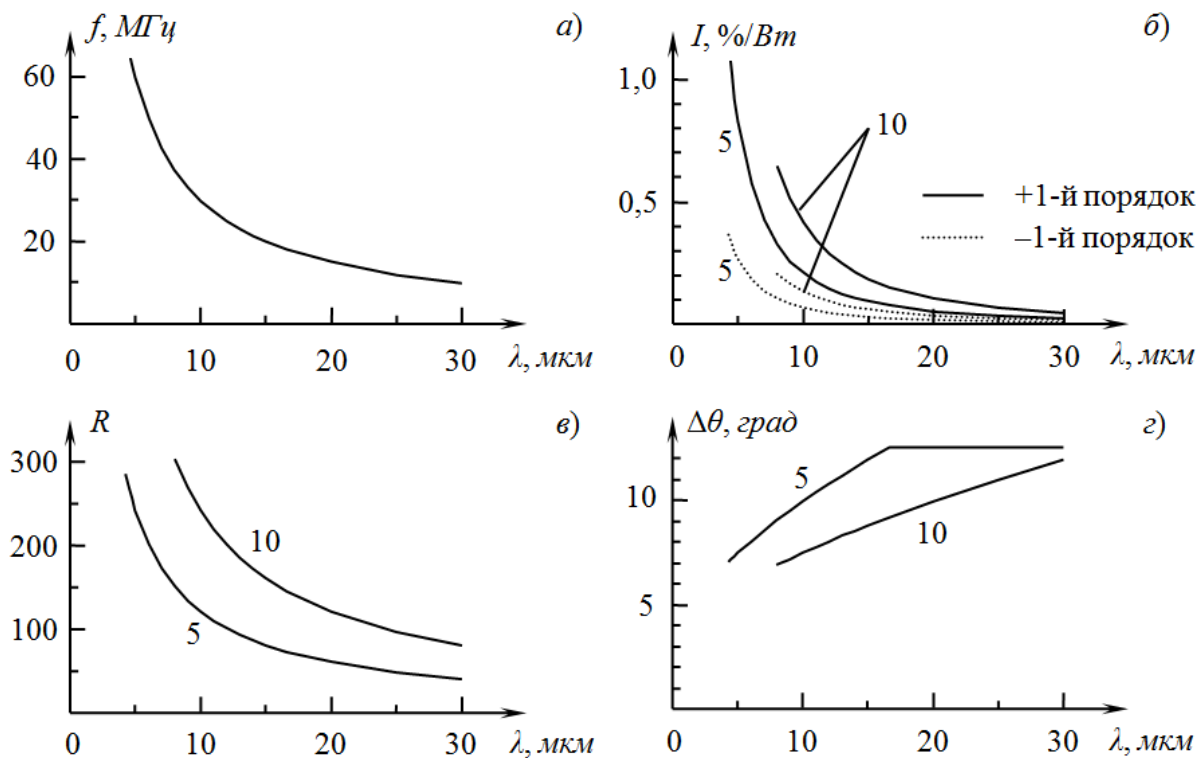 f, МГц
а)
60
40
20
0
10
20
30
λ, мкм
I, %/Вт
б)
1,0
10
5
0,5
+1-й порядок
–1-й порядок
5
0
10
20
30
λ, мкм
R
в)
300
200
10
100
5
0
10
20
30
λ, мкм
Δθ, град
г)
5
10
10
5
0
10
20
30
λ, мкм